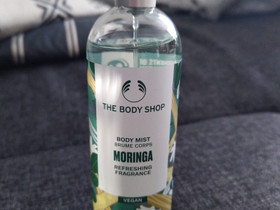 THE BODY SHOP
BODY MIST
BRUME CORPS
MORINGA
REFRESHING
FRAGRANCE
VEGAN